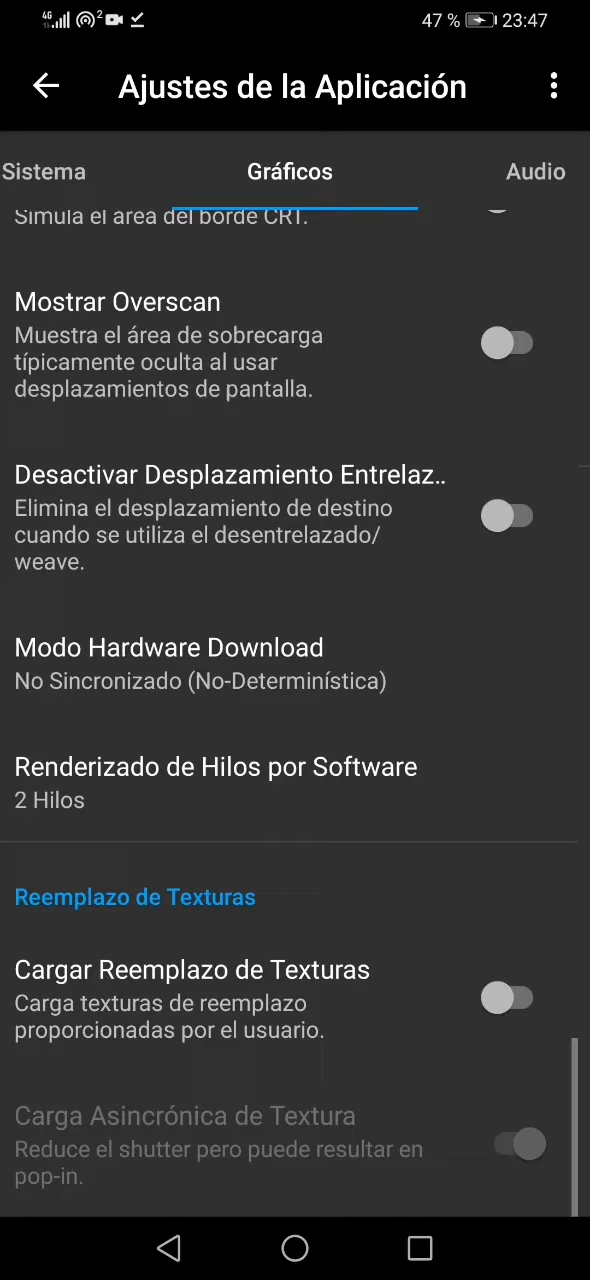 4G 2 47 % 23:47
Ajustes de la Aplicación
Sistema Gráficos Audio
Simula el área del borde CRT.
Mostrar Overscan
Muestra el área de sobrecarga
típicamente oculta al usar
desplazamientos de pantalla.
Desactivar Desplazamiento Entrelaz..
Elimina el desplazamiento de destino
cuando se utiliza el desentrelazado/
weave.
Modo Hardware Download
No Sincronizado (No-Determinística)
Renderizado de Hilos por Software
2 Hilos
Reemplazo de Texturas
Cargar Reemplazo de Texturas
Carga texturas de reemplazo
proporcionadas por el usuario.
Carga Asincrónica de Textura
Reduce el shutter pero puede resultar en
pop-in.